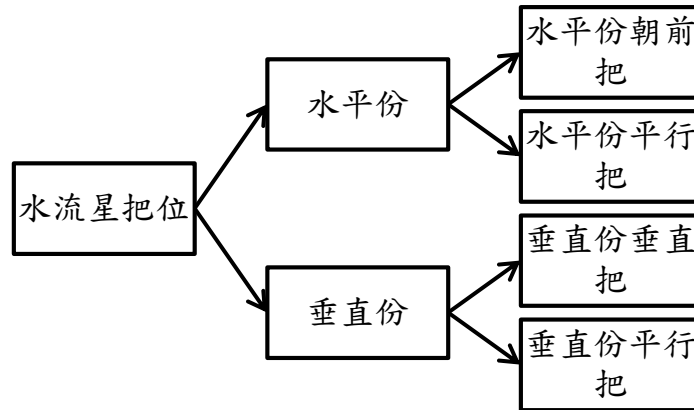 水流星把位
水平份
垂直份
水平份朝前
把
水平份平行
把
垂直份垂直
把
垂直份平行
把